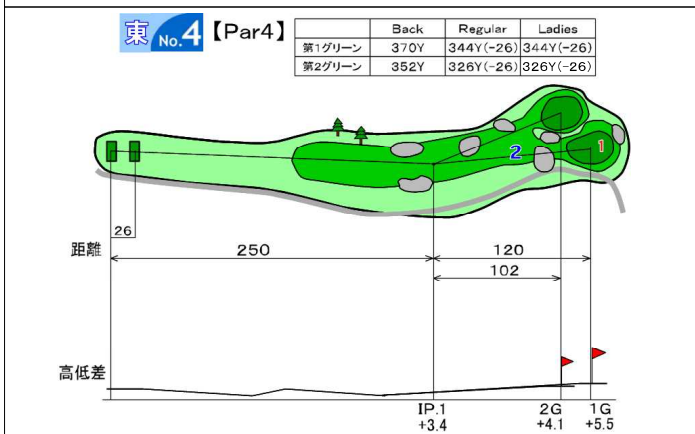 東 No.4 【Par4】
Back Regular Ladies
第1グリーン 370Y 344Y(-26) 344Y(-26)
第2グリーン 352Y 326Y(-26) 326Y(-26)
2 1
26
距離 250 120
102
高低差
IP.1 2G 1G
+3.4 +4.1 +5.5